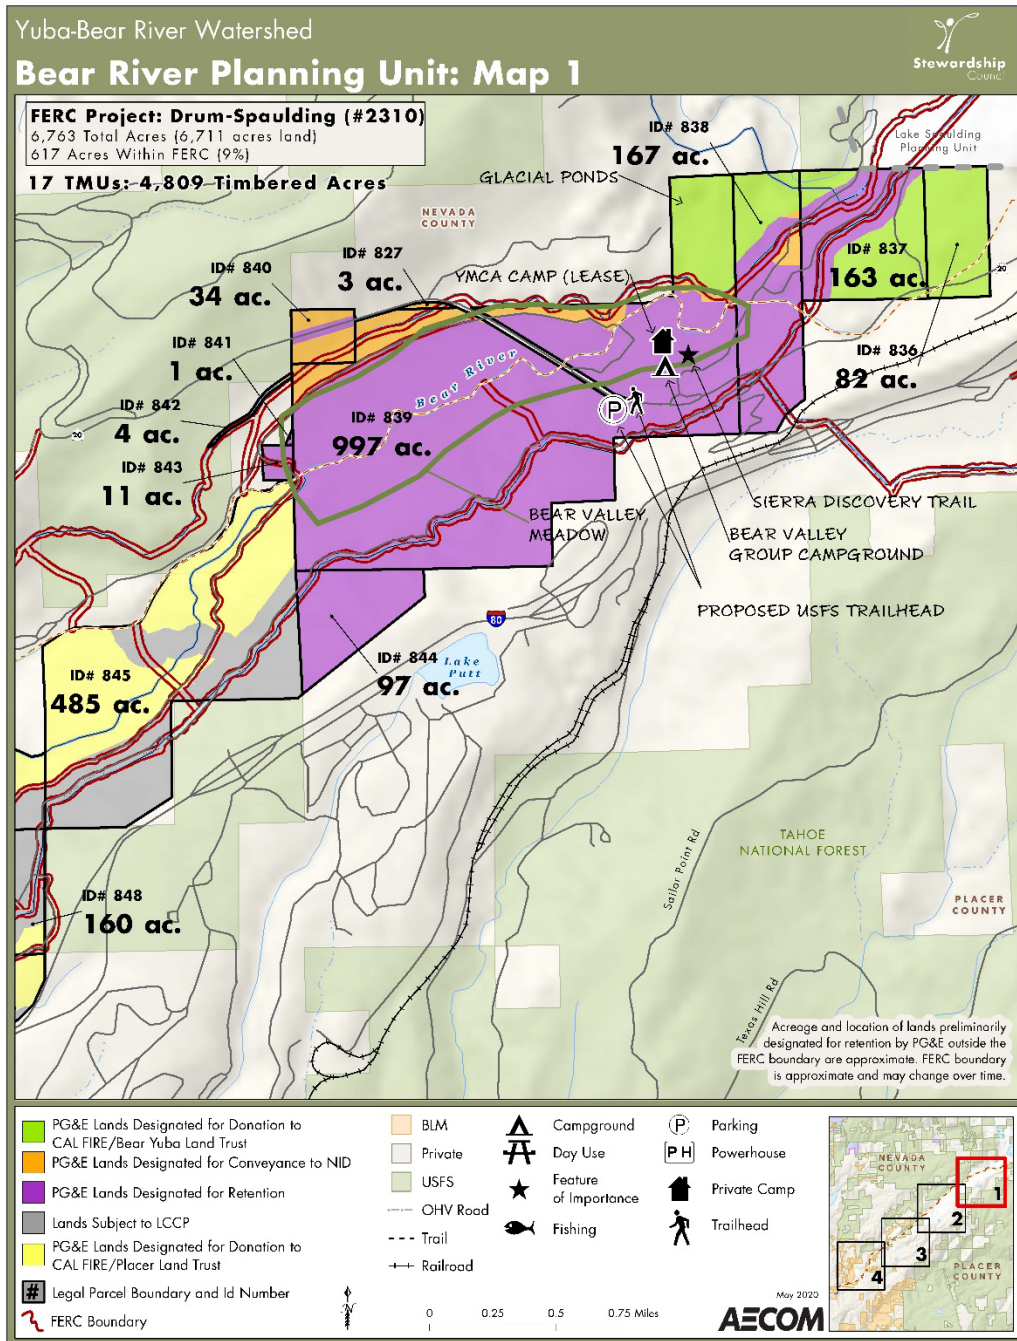 Yuba-Bear River Watershed
Bear River Planning Unit: Map 1
Stewardship
Council
FERC Project: Drum-Spaulding (#2310)
6,763 Total Acres (6,711 acres land)
617 Acres Within FERC (9%)
17 TMUs: 4,809 Timbered Acres
ID# 838
167 ac.
Lake Spaulding
Planning Unit
GLACIAL PONDS
NEVADA
COUNTY
ID# 827
3 ac.
YMCA CAMP (LEASE)
ID# 837
163 ac.
20
ID# 840
34 ac.
ID# 841
1 ac.
ID# 836
82 ac.
Bear River
ID# 842
4 ac.
20
ID# 839
997 ac.
P
ID# 843
11 ac.
SIERRA DISCOVERY TRAIL
BEAR VALLEY
MEADOW
BEAR VALLEY
GROUP CAMPGROUND
PROPOSED USFS TRAILHEAD
80
ID# 844
97 ac.
Lake
Putt
ID# 845
485 ac.
TAHOE
NATIONAL FOREST
Sailor Point Rd
PLACER
COUNTY
ID# 848
160 ac.
Texas Hill Rd
Acreage and location of lands preliminarily
designated for retention by PG&E outside the
FERC boundary are approximate. FERC boundary
is approximate and may change over time.
PG&E Lands Designated for Donation to
CAL FIRE/Bear Yuba Land Trust
PG&E Lands Designated for Conveyance to NID
PG&E Lands Designated for Retention
Lands Subject to LCCP
PG&E Lands Designated for Donation to
CAL FIRE/Placer Land Trust
# Legal Parcel Boundary and Id Number
FERC Boundary
BLM
Private
USFS
OHV Road
Trail
Railroad
Campground
Day Use
Feature
of Importance
Fishing
P Parking
PH Powerhouse
Private Camp
Trailhead
N
0 0.25 0.5 0.75 Miles
May 2020
AECOM
NEVADA
COUNTY
1
2
3
4
PLACER
COUNTY